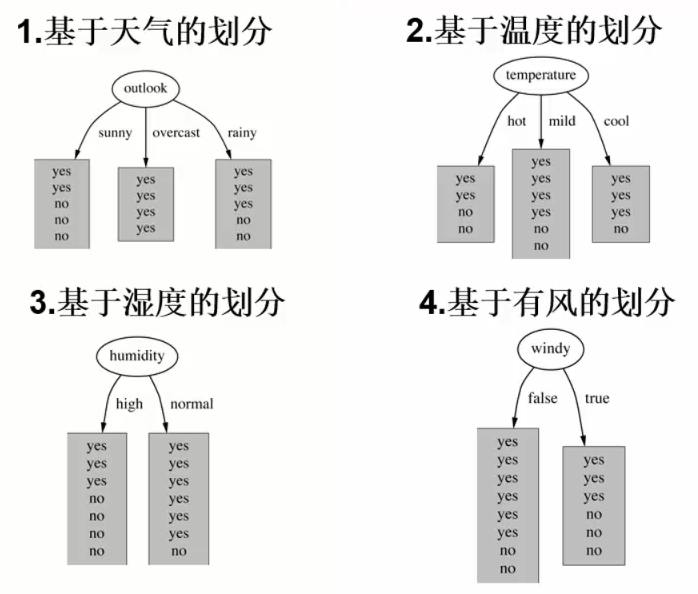 1.基于天气的划分
outlook
sunny
overcast
rainy
yes
yes
no
no
no
yes
yes
yes
yes
yes
yes
yes
no
no
2.基于温度的划分
temperature
hot
mild
cool
yes
yes
no
no
yes
yes
yes
yes
no
no
yes
yes
yes
no
3.基于湿度的划分
humidity
high
normal
yes
yes
yes
no
no
no
no
yes
yes
yes
yes
yes
yes
no
4.基于有风的划分
windy
false
true
yes
yes
yes
yes
yes
yes
no
no
yes
yes
yes
no
no
no